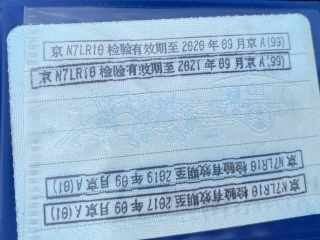 京 N7LR10 检验有效期至 2020 年 09 月京 A(99)
京 N7LR10 检验有效期至 2021 年 09 月京 A(99)
京 N7LR10 检验有效期至 2019 年 09 月京 A(01)
京 N7LR10 检验有效期至 2017 年 09 月京 A(01)